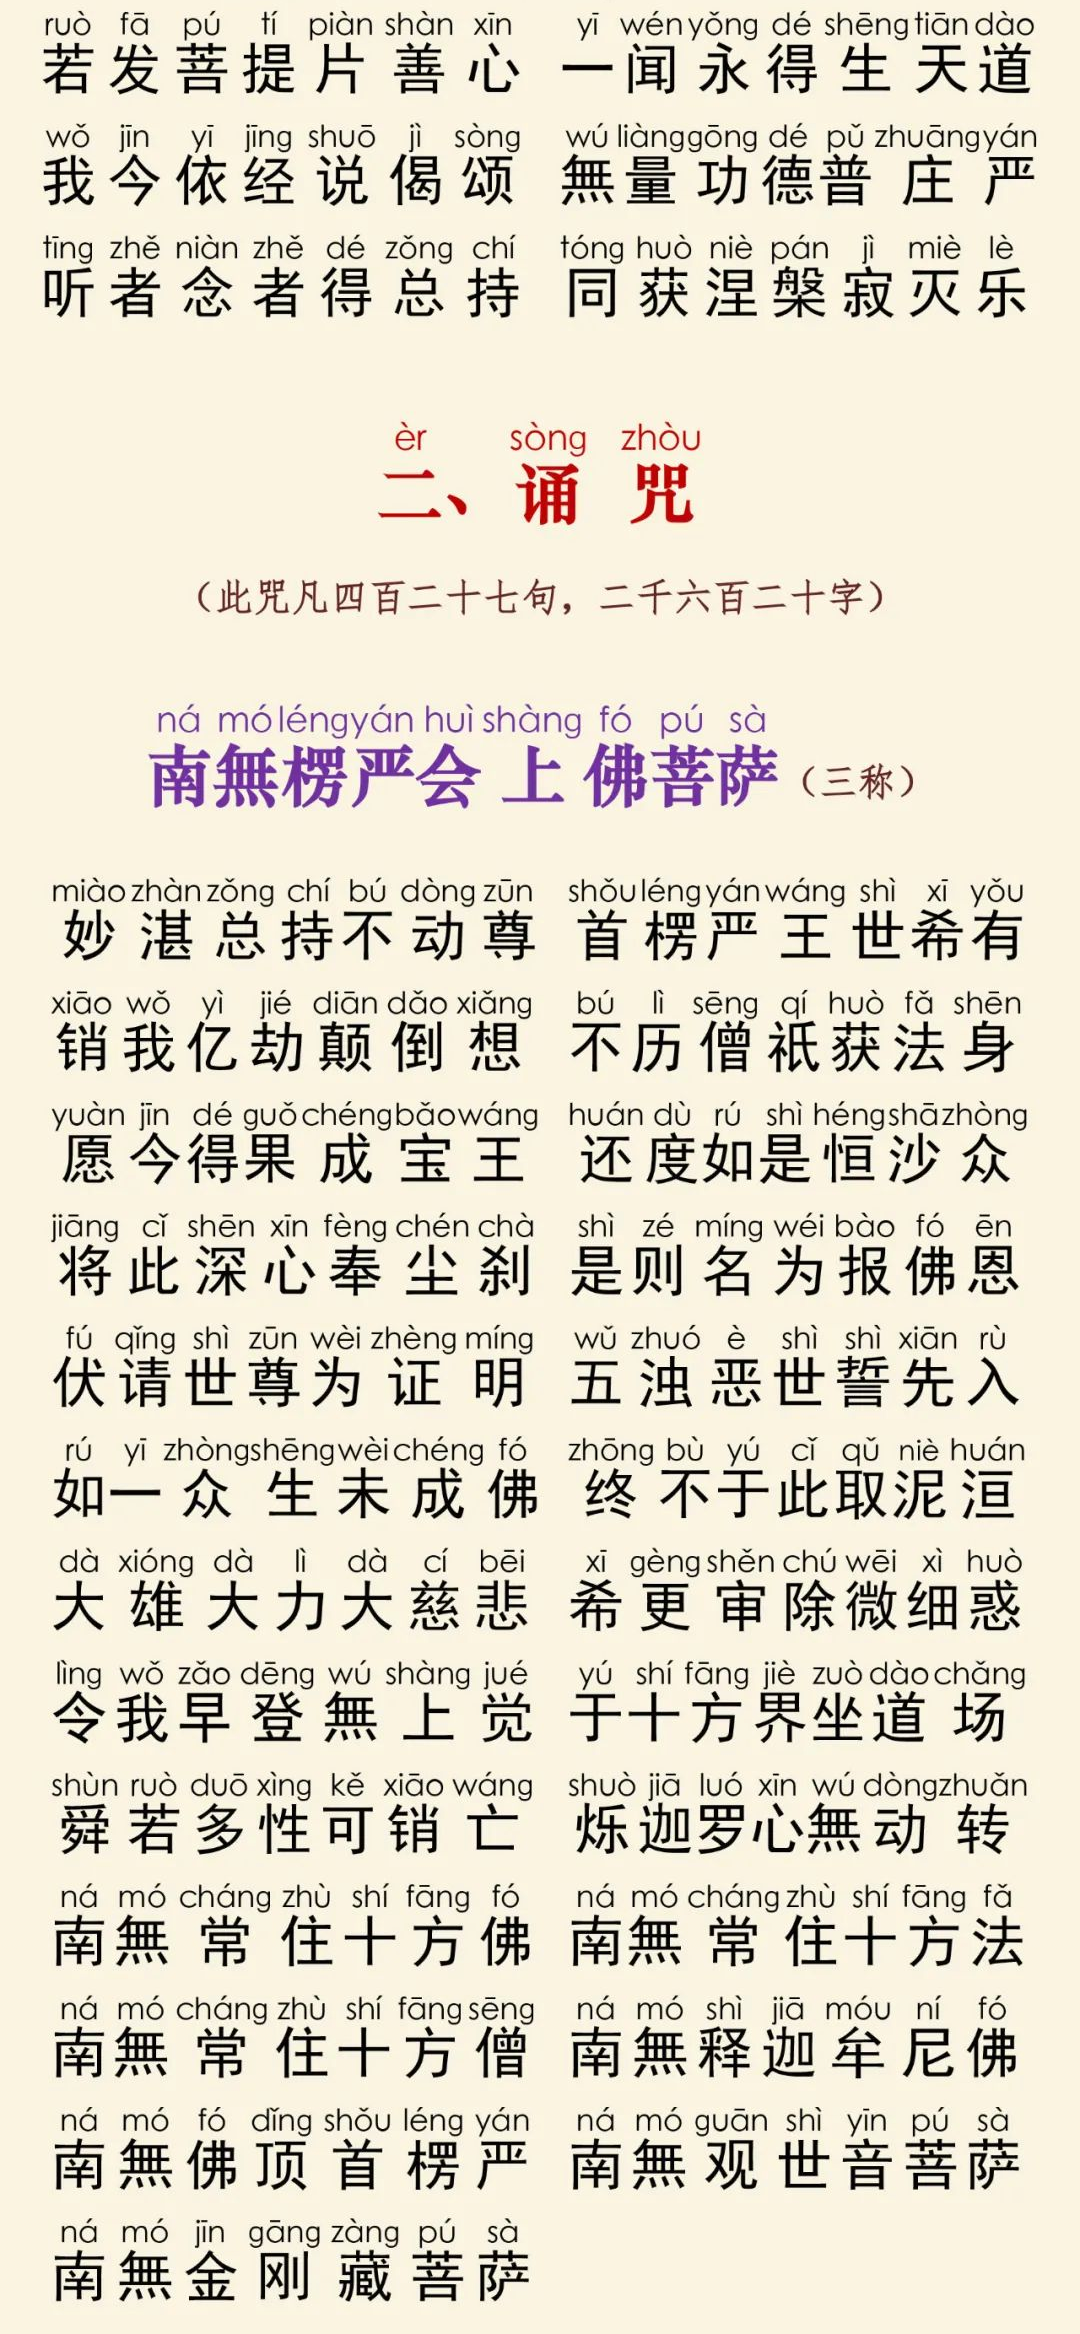 ruò fā pú tí piàn shàn xīn yī wén yǒng dé shēng tiān dào
若发菩提片善心 一闻永得生天道
wǒ jīn yī jīng shuō jì sòng wú liàng gōng dé pǔ zhuāng yán
我今依经说偈颂 無量功德普庄严
tīng zhě niàn zhě dé zǒng chí tóng huò niè pán jì miè lè
听者念者得总持 同获涅槃寂灭乐
èr sòng zhòu
二、诵咒
（此咒凡四百二十七句，二千六百二十字）
ná mó léng yán huì shàng fó pú sà
南無楞严会上佛菩萨（三称）
miào zhàn zǒng chí bú dòng zūn shǒu léng yán wáng shì xī yǒu
妙湛总持不动尊 首楞严王世希有
xiāo wǒ yì jié diān dǎo xiǎng bú lì sēng qí huò fǎ shēn
销我亿劫颠倒想 不历僧祇获法身
yuàn jīn dé guǒ chéng bǎo wáng huán dù rú shì héng shā zhòng
愿今得果成宝王 还度如是恒沙众
jiāng cǐ shēn xīn fèng chén chà shì zé míng wéi bào fó ēn
将此深心奉尘刹 是则名为报佛恩
fú qǐng shì zūn wèi zhèng míng wǔ zhuó è shì shì xiān rù
伏请世尊为证明 五浊恶世誓先入
rú yī zhòng shēng wèi chéng fó zhōng bù yú cǐ qǔ niè huán
如一众生未成佛 终不于此取泥洹
dà xióng dà lì dà cí bēi xī gèng shěn chú wēi xì huò
大雄大力大慈悲 希更审除微细惑
lìng wǒ zǎo dēng wú shàng jué yú shí fāng jiè zuò dào chǎng
令我早登無上觉 于十方界坐道场
shùn ruò duō xìng kě xiāo wáng shuò jiā luó xīn wú dòng zhuǎn
舜若多性可销亡 烁迦罗心無动转
ná mó cháng zhù shí fāng fó ná mó cháng zhù shí fāng fǎ
南無常住十方佛 南無常住十方法
ná mó cháng zhù shí fāng sēng ná mó shì jiā móu ní fó
南無常住十方僧 南無释迦牟尼佛
ná mó fó dǐng shǒu léng yán ná mó guān shì yīn pú sà
南無佛顶首楞严 南無观世音菩萨
ná mó jīn gāng zàng pú sà
南無金刚藏菩萨